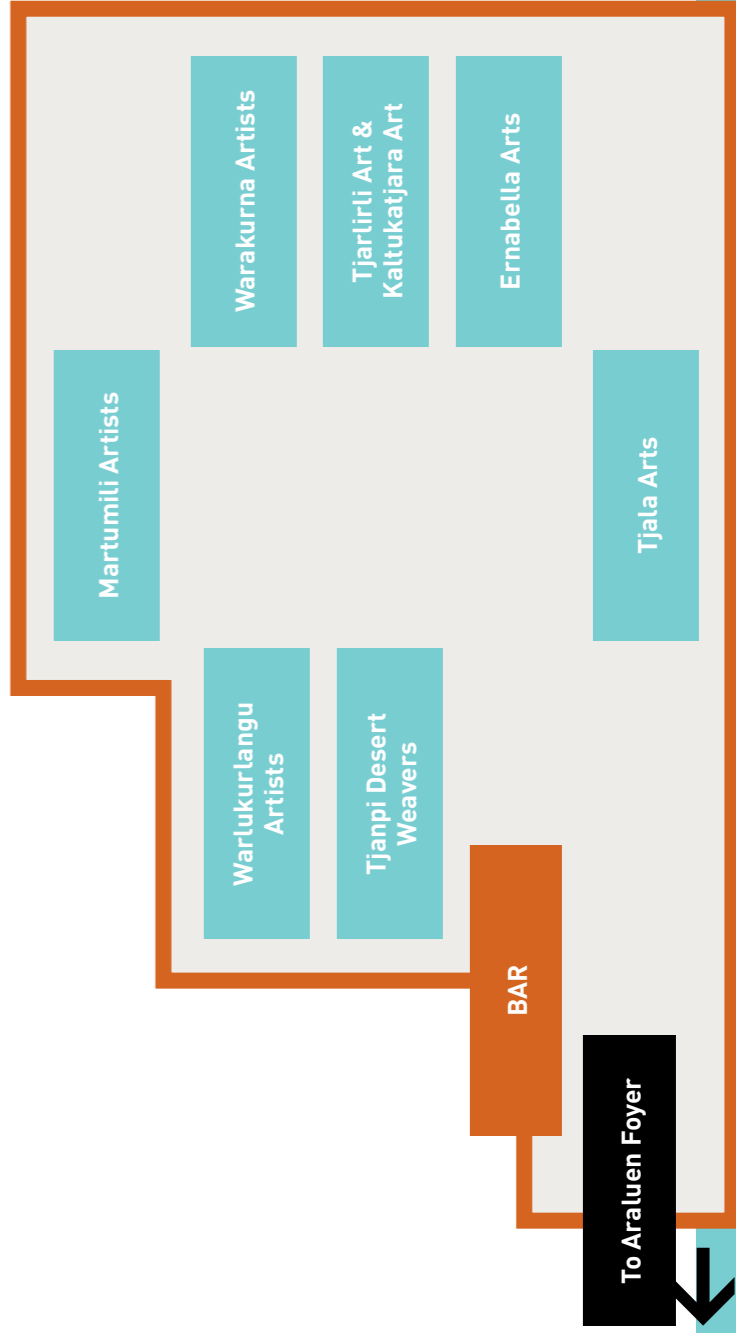 Warakurna Artists
Tjarlirli Art &
Kaltukatjara Art
Ernabella Arts
Martumili Artists
Tjala Arts
Warlukurlangu
Artists
Tjanpi Desert
Weavers
BAR
To Araluen Foyer